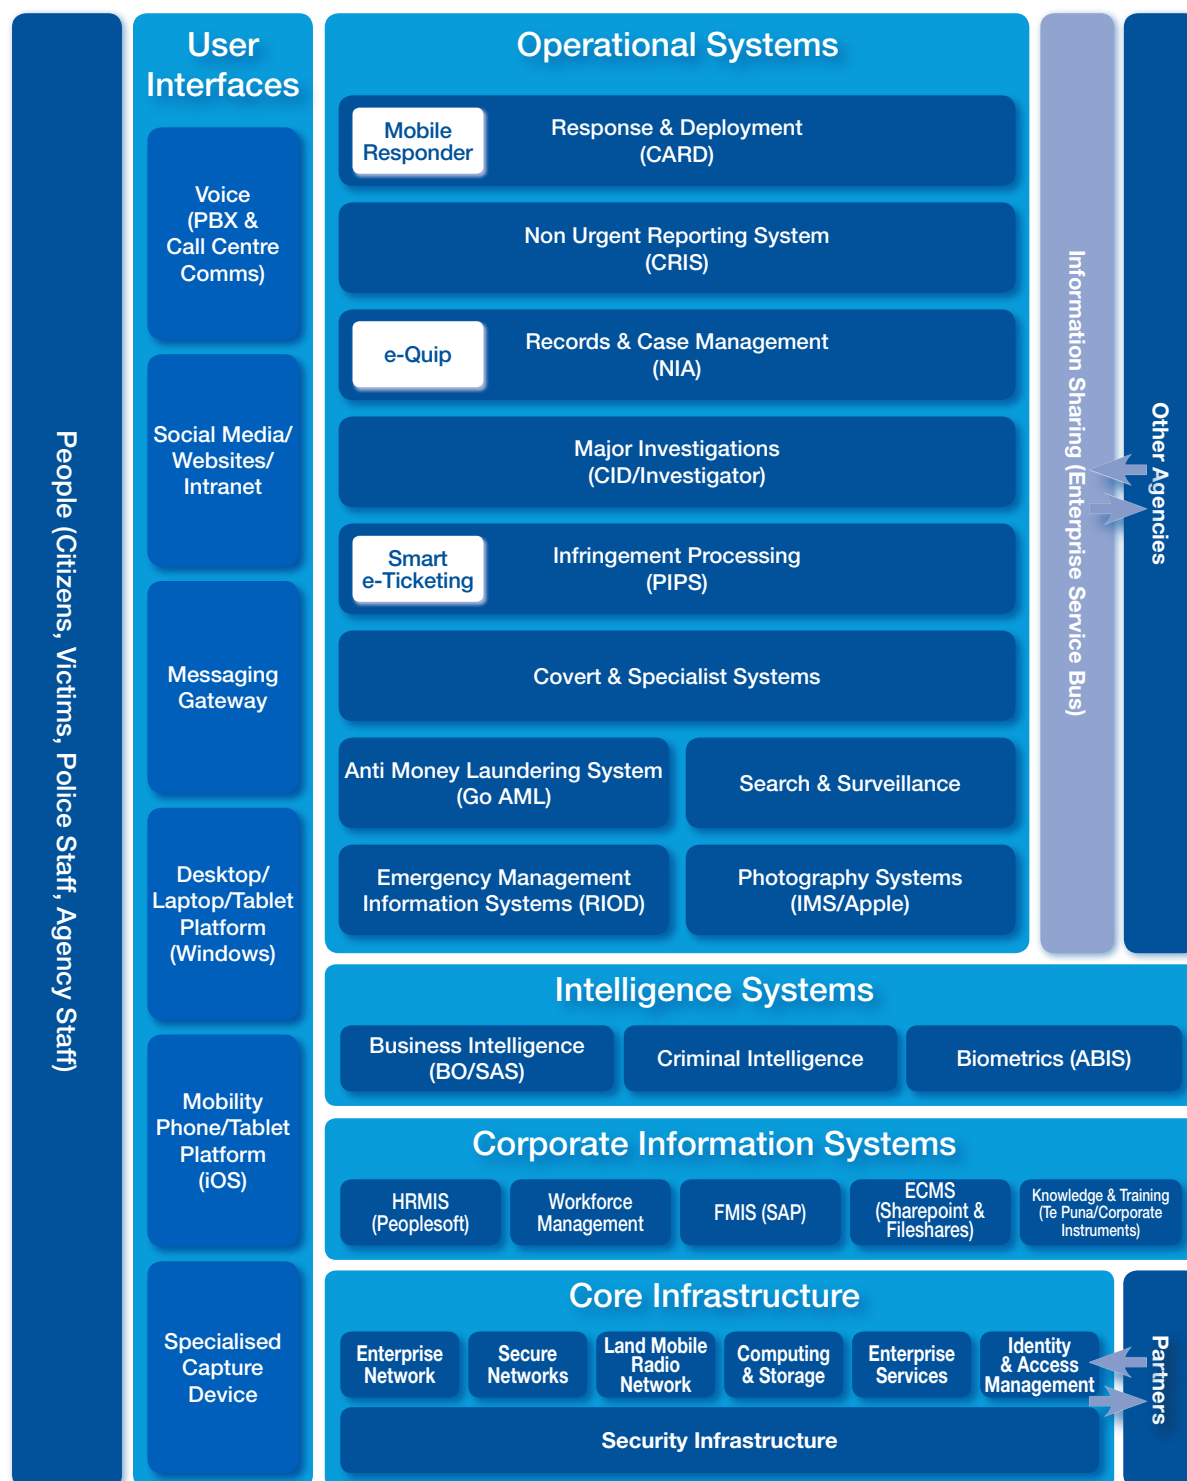 People (Citizens, Victims, Police Staff, Agency Staff)
User
Interfaces
Voice
(PBX &
Call Centre
Comms)
Social Media/
Websites/
Intranet
Messaging
Gateway
Desktop/
Laptop/Tablet
Platform
(Windows)
Mobility
Phone/Tablet
Platform
(iOS)
Specialised
Capture
Device
Operational Systems
Mobile
Responder
Response & Deployment
(CARD)
Non Urgent Reporting System
(CRIS)
e-Quip
Records & Case Management
(NIA)
Major Investigations
(CID/Investigator)
Smart
e-Ticketing
Infringement Processing
(PIPS)
Covert & Specialist Systems
Anti Money Laundering System
(Go AML)
Search & Surveillance
Emergency Management
Information Systems (RIOD)
Photography Systems
(IMS/Apple)
Information Sharing (Enterprise Service Bus)
Other Agencies
Intelligence Systems
Business Intelligence
(BO/SAS)
Criminal Intelligence
Biometrics (ABIS)
Corporate Information Systems
HRMIS
(Peoplesoft)
Workforce
Management
FMIS (SAP)
ECMS
(Sharepoint &
Fileshares)
Knowledge & Training
(Te Puna/Corporate
Instruments)
Core Infrastructure
Enterprise
Network
Secure
Networks
Land Mobile
Radio
Network
Computing
& Storage
Enterprise
Services
Identity
& Access
Management
Security Infrastructure
Partners